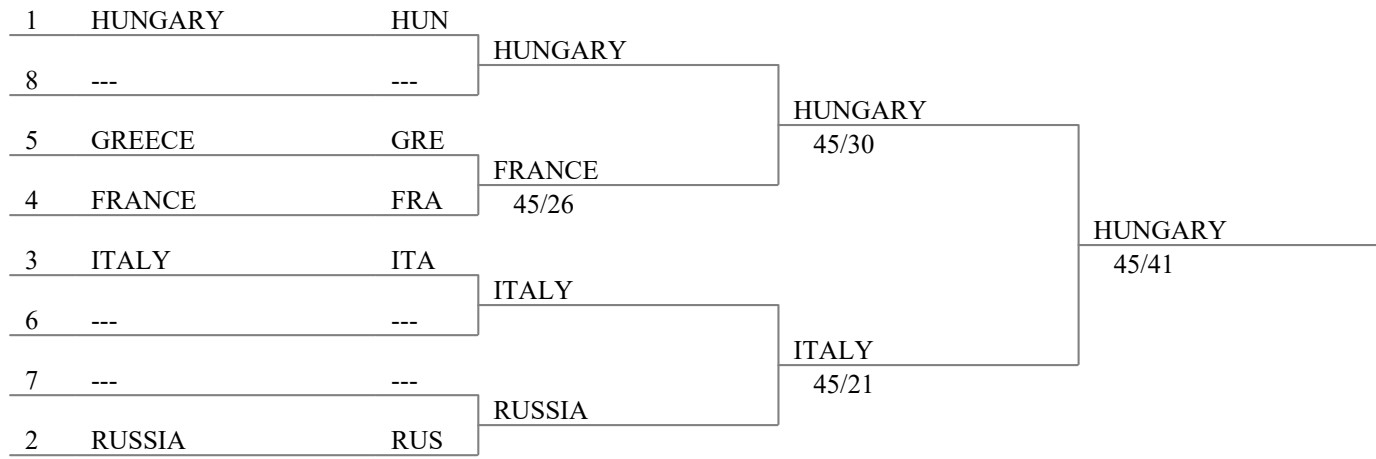 1 HUNGARY HUN
HUNGARY
8 --- ---
HUNGARY
45/30
5 GREECE GRE
FRANCE
45/26
4 FRANCE FRA
HUNGARY
45/41
3 ITALY ITA
ITALY
6 --- ---
ITALY
45/21
7 --- ---
RUSSIA
2 RUSSIA RUS